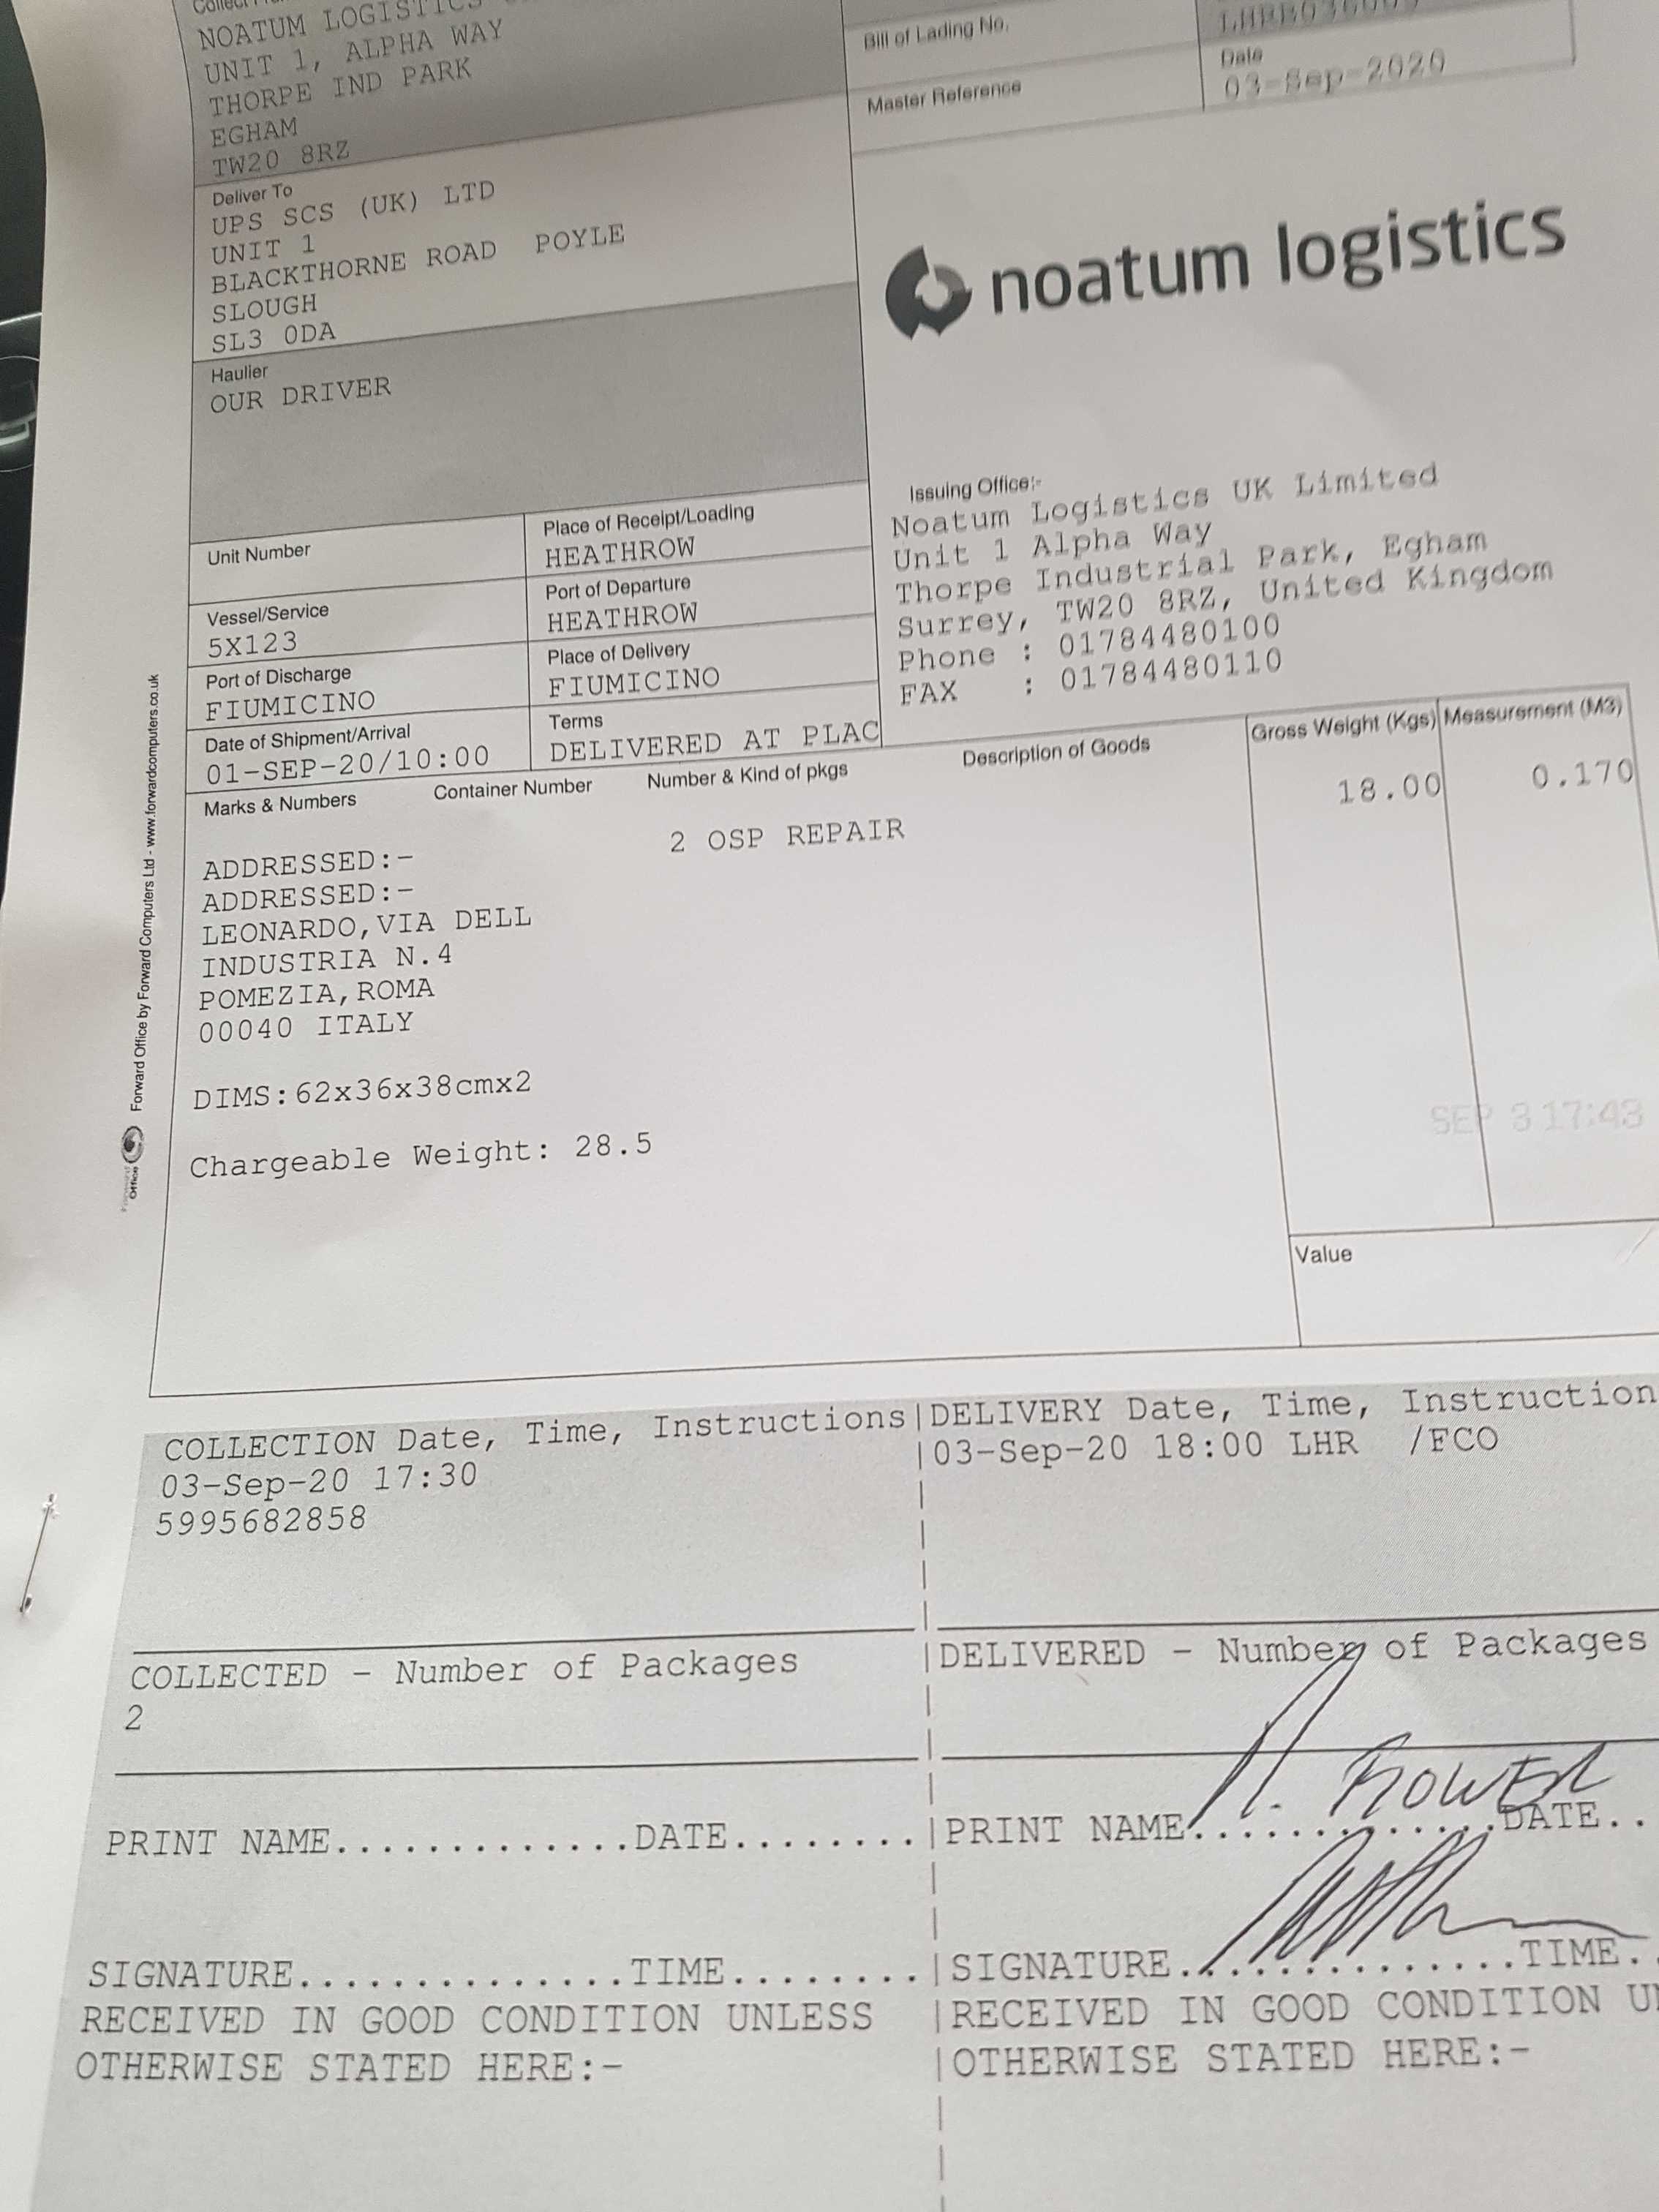 NOATUM LOGISTICS
UNIT 1, ALPHA WAY
THORPE IND PARK
EGHAM
TW20 8RZ
Bill of Lading No.
Master Reference
Date
03-Sep-2020
Deliver To
UPS SCS (UK) LTD
UNIT 1
BLACKTHORNE ROAD POYLE
SLOUGH
SL3 0DA
Haulier
OUR DRIVER
noatum logistics
Issuing Office:-
Noatum Logistics UK Limited
Unit 1 Alpha Way
Thorpe Industrial Park, Egham
Surrey, TW20 8RZ, United Kingdom
Phone : 01784480100
FAX : 01784480110
Unit Number
Place of Receipt/Loading
HEATHROW
Vessel/Service
5X123
Port of Departure
HEATHROW
Port of Discharge
FIUMICINO
Place of Delivery
FIUMICINO
Date of Shipment/Arrival
01-SEP-20/10:00
Terms
DELIVERED AT PLAC
Marks & Numbers Container Number Number & Kind of pkgs Description of Goods Gross Weight (Kgs) Measurement (M3)
2 OSP REPAIR 18.00 0.170
ADDRESSED:-
ADDRESSED:-
LEONARDO,VIA DELL
INDUSTRIA N.4
POMEZIA,ROMA
00040 ITALY
DIMS:62x36x38cmx2
Chargeable Weight: 28.5
SEP 3 17:43
Value
Forward Office by Forward Computers Ltd - www.forwardcomputers.co.uk
COLLECTION Date, Time, Instructions|DELIVERY Date, Time, Instruction
03-Sep-20 17:30 |03-Sep-20 18:00 LHR /FCO
5995682858
COLLECTED - Number of Packages |DELIVERED - Number of Packages
2
PRINT NAME.............DATE........|PRINT NAME.............DATE..
SIGNATURE..............TIME........|SIGNATURE..............TIME.
RECEIVED IN GOOD CONDITION UNLESS |RECEIVED IN GOOD CONDITION
OTHERWISE STATED HERE:- |OTHERWISE STATED HERE:-